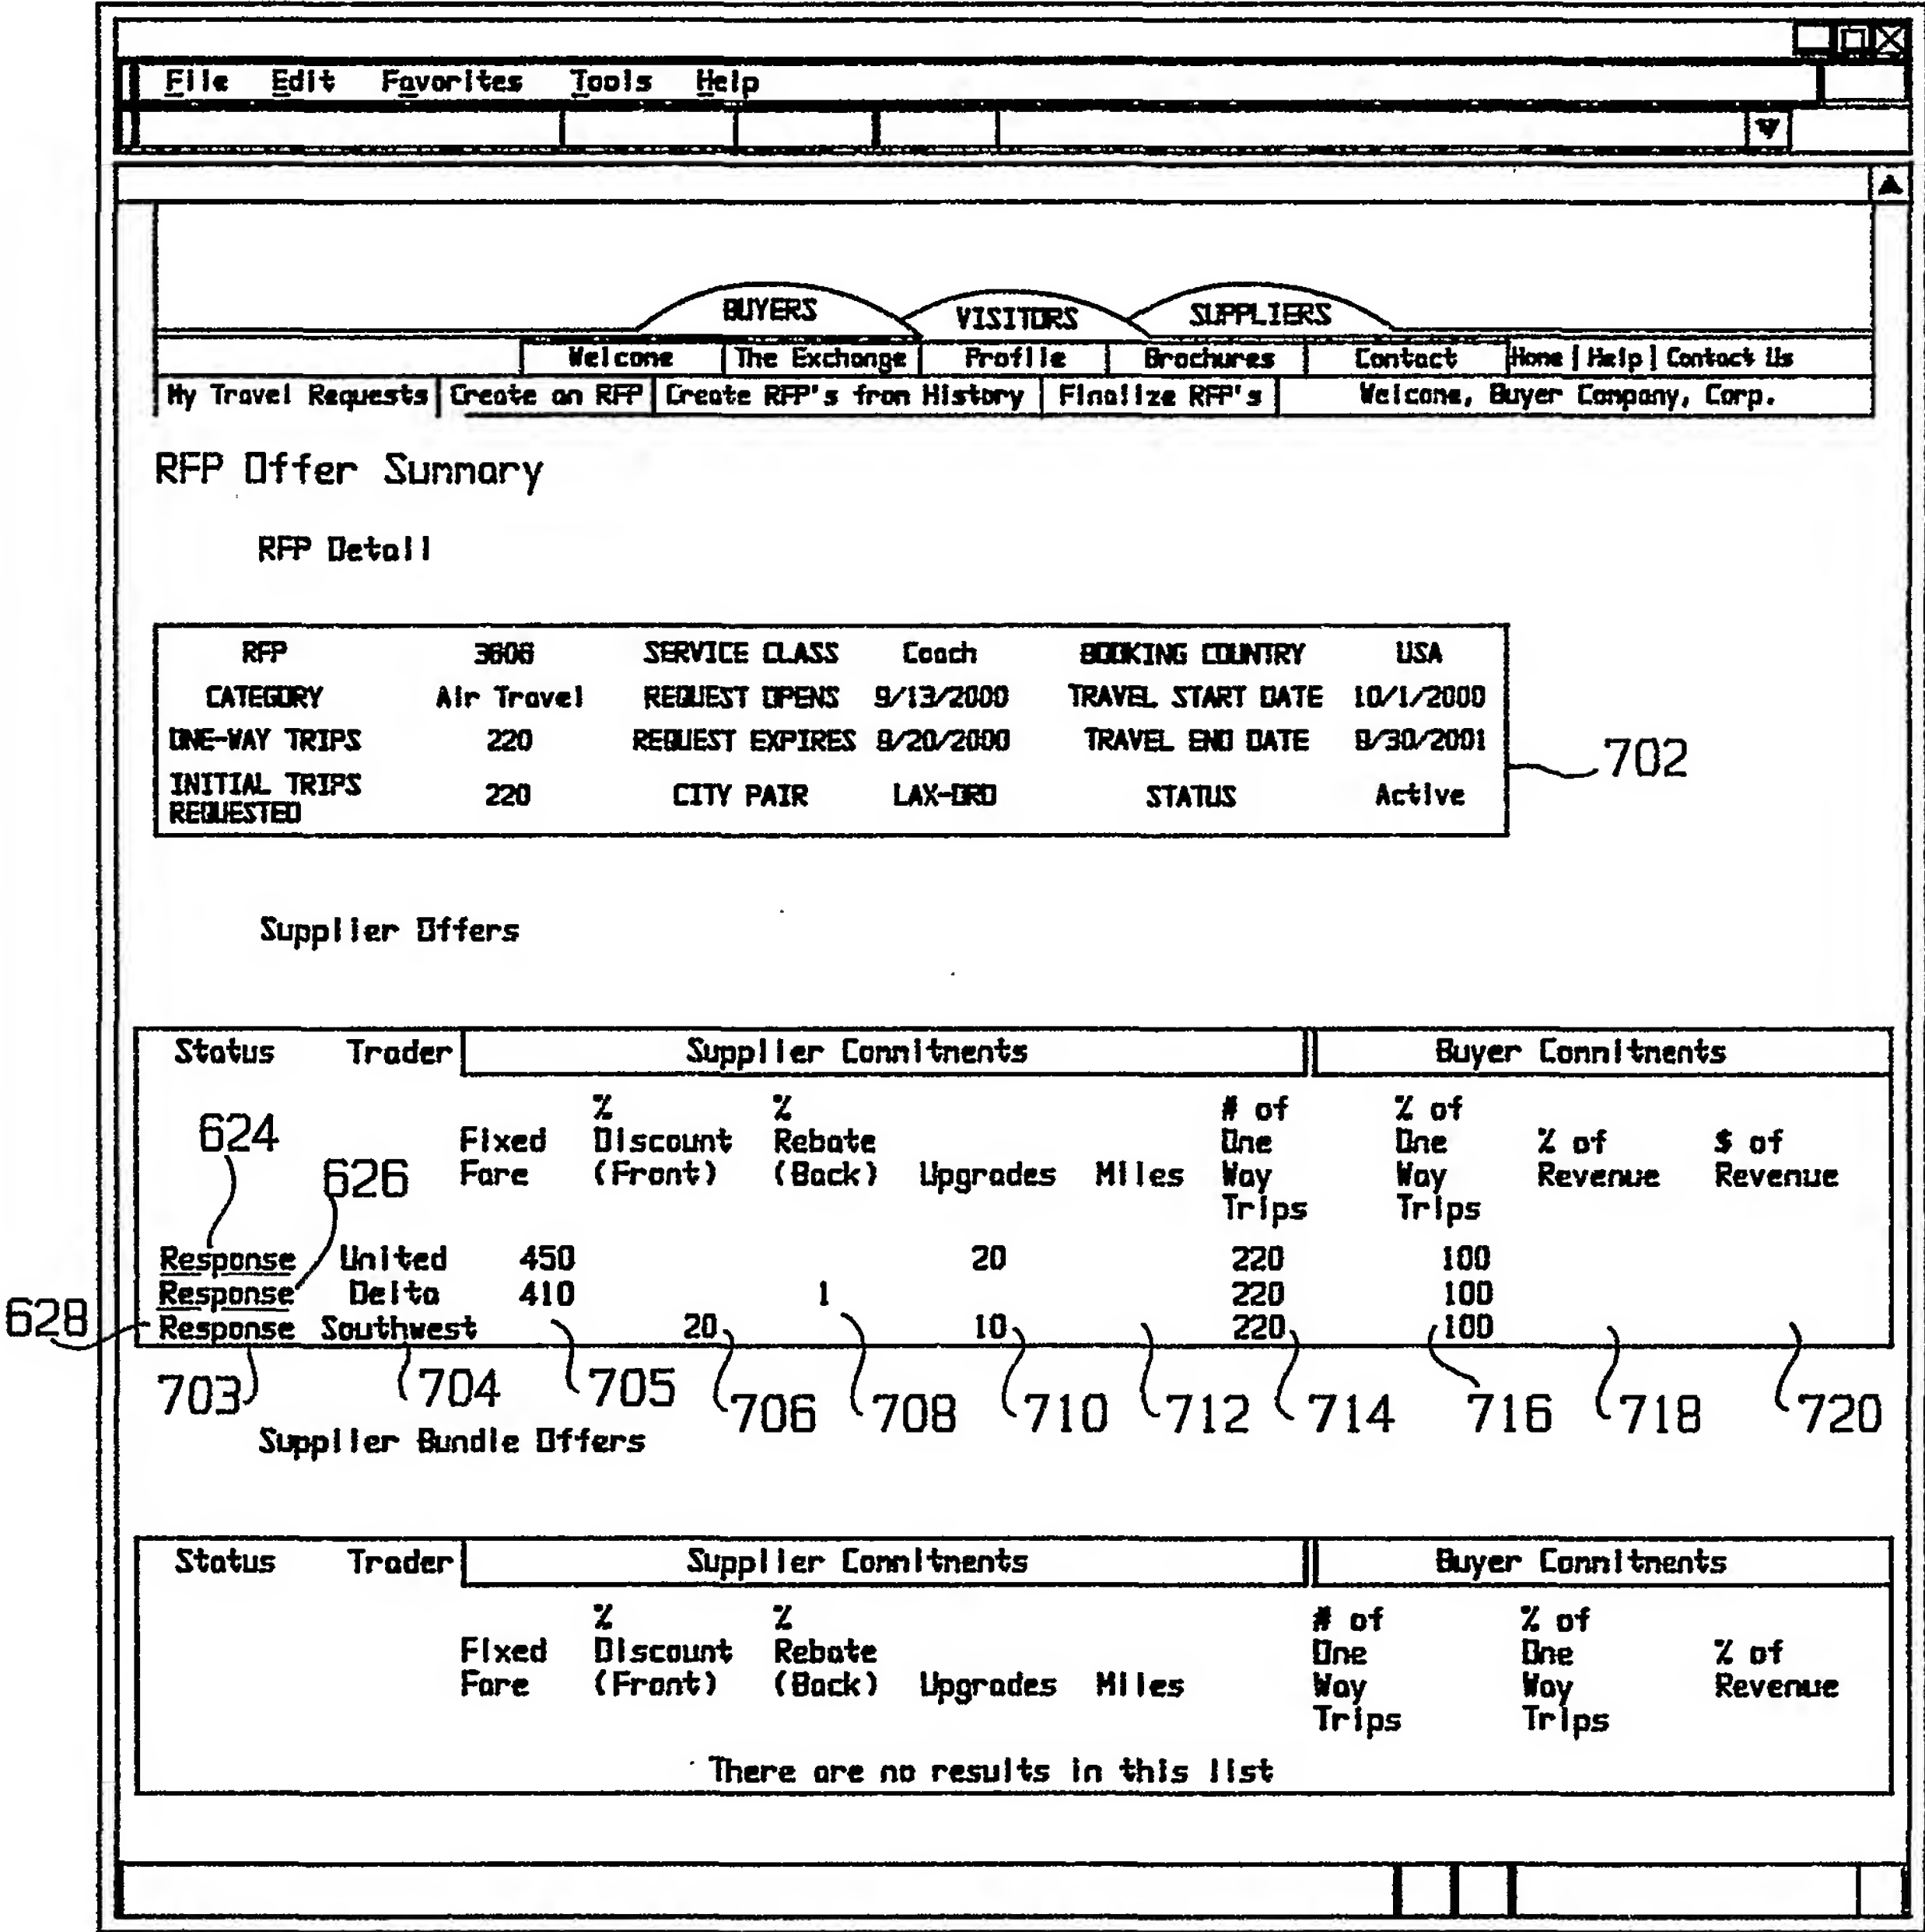 File Edit Favorites Tools Help
BUYERS VISITORS SUPPLIERS
Welcome The Exchange Profile Brochures Contact Home | Help | Contact Us
My Travel Requests Create an RFP Create RFP's from History Finalize RFP's Welcome, Buyer Company, Corp.
RFP Offer Summary
RFP Detail
RFP 3606 SERVICE CLASS Coach BOOKING COUNTRY USA
CATEGORY Air Travel REQUEST OPENS 9/13/2000 TRAVEL START DATE 10/1/2000
ONE-WAY TRIPS 220 REQUEST EXPIRES 9/20/2000 TRAVEL END DATE 9/30/2001
702
INITIAL TRIPS
REQUESTED 220 CITY PAIR LAX-ORD STATUS Active
Supplier Offers
Status Trader Supplier Commitments Buyer Commitments
% % # of % of
Fixed Discount Rebate One One % of $ of
Fare (Front) (Back) Upgrades Miles Way Way Revenue Revenue
Trips Trips
624
626
Response United 450 20 220 100
Response Delta 410 1 220 100
628 Response Southwest 20 10 220 100
703 704 705 706 708 710 712 714 716 718 720
Supplier Bundle Offers
Status Trader Supplier Commitments Buyer Commitments
% % # of % of
Fixed Discount Rebate One One % of
Fare (Front) (Back) Upgrades Miles Way Way Revenue
Trips Trips
There are no results in this list